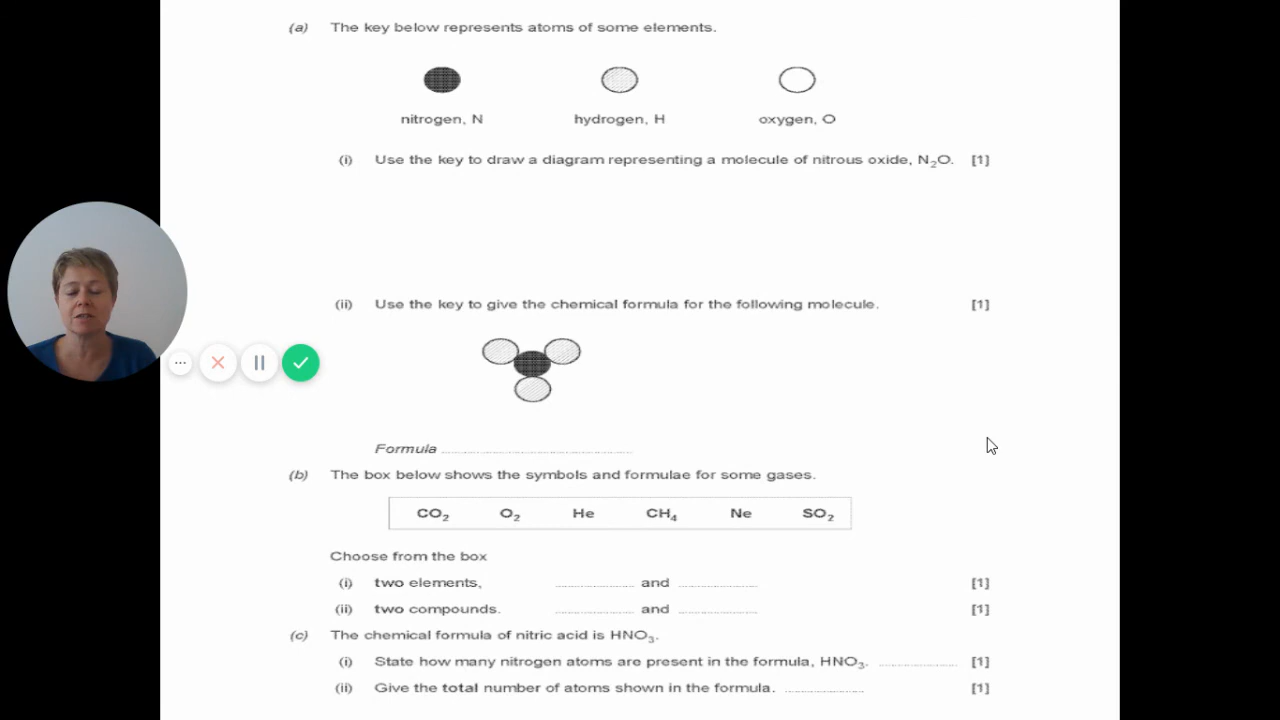 (a) The key below represents atoms of some elements.
nitrogen, N hydrogen, H oxygen, O
(i) Use the key to draw a diagram representing a molecule of nitrous oxide, N₂O. [1]
(ii) Use the key to give the chemical formula for the following molecule. [1]
Formula ................................................
(b) The box below shows the symbols and formulae for some gases.
CO₂ O₂ He CH₄ Ne SO₂
Choose from the box
(i) two elements, .................... and .................... [1]
(ii) two compounds. .................... and .................... [1]
(c) The chemical formula of nitric acid is HNO₃.
(i) State how many nitrogen atoms are present in the formula, HNO₃. .................... [1]
(ii) Give the total number of atoms shown in the formula. .................... [1]